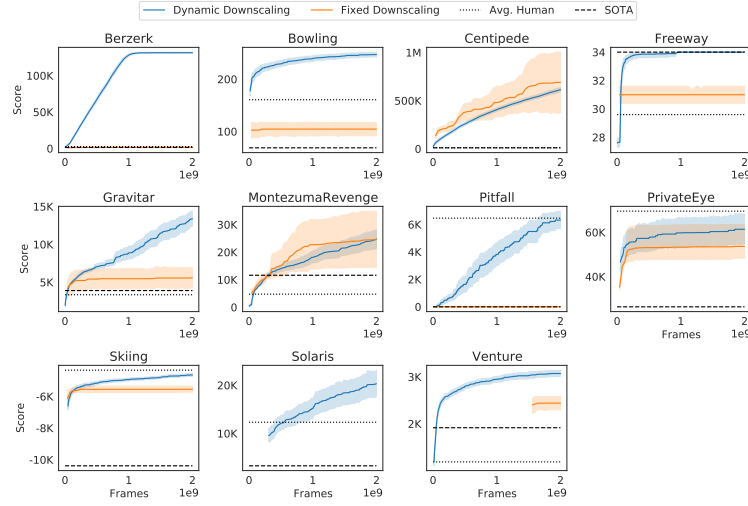 Dynamic Downscaling Fixed Downscaling Avg. Human SOTA
Berzerk Bowling Centipede Freeway
Score
100K
50K
0
0 1 2
1e9
200
100
0 1 2
1e9
1M
500K
0
0 1 2
1e9
34
32
30
28
0 1 2
1e9
Gravitar MontezumaRevenge Pitfall PrivateEye
Score
15K
10K
5K
0 1 2
1e9
30K
20K
10K
0
0 1 2
1e9
6K
4K
2K
0
0 1 2
1e9
60K
40K
0 1 2
Frames 1e9
Skiing Solaris Venture
Score
-6K
-8K
-10K
0 1 2
Frames 1e9
20K
10K
0 1 2
Frames 1e9
3K
2K
0 1 2
Frames 1e9